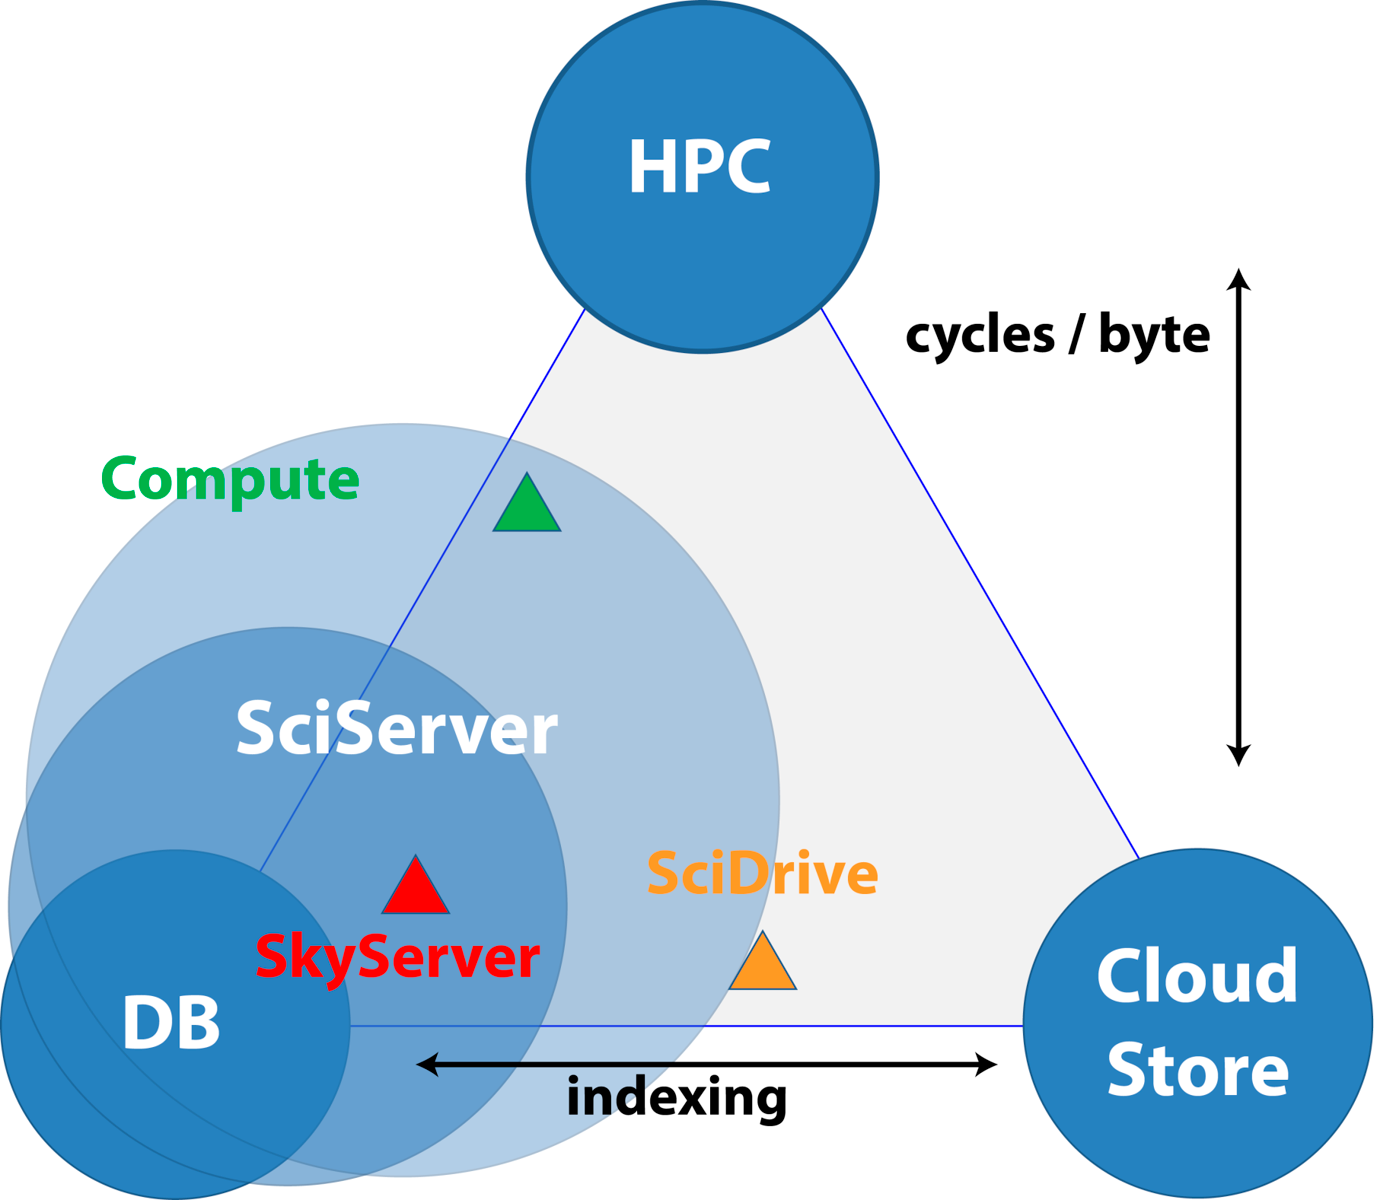 HPC
cycles / byte
Compute
SciServer
SciDrive
SkyServer
DB
Cloud
Store
indexing